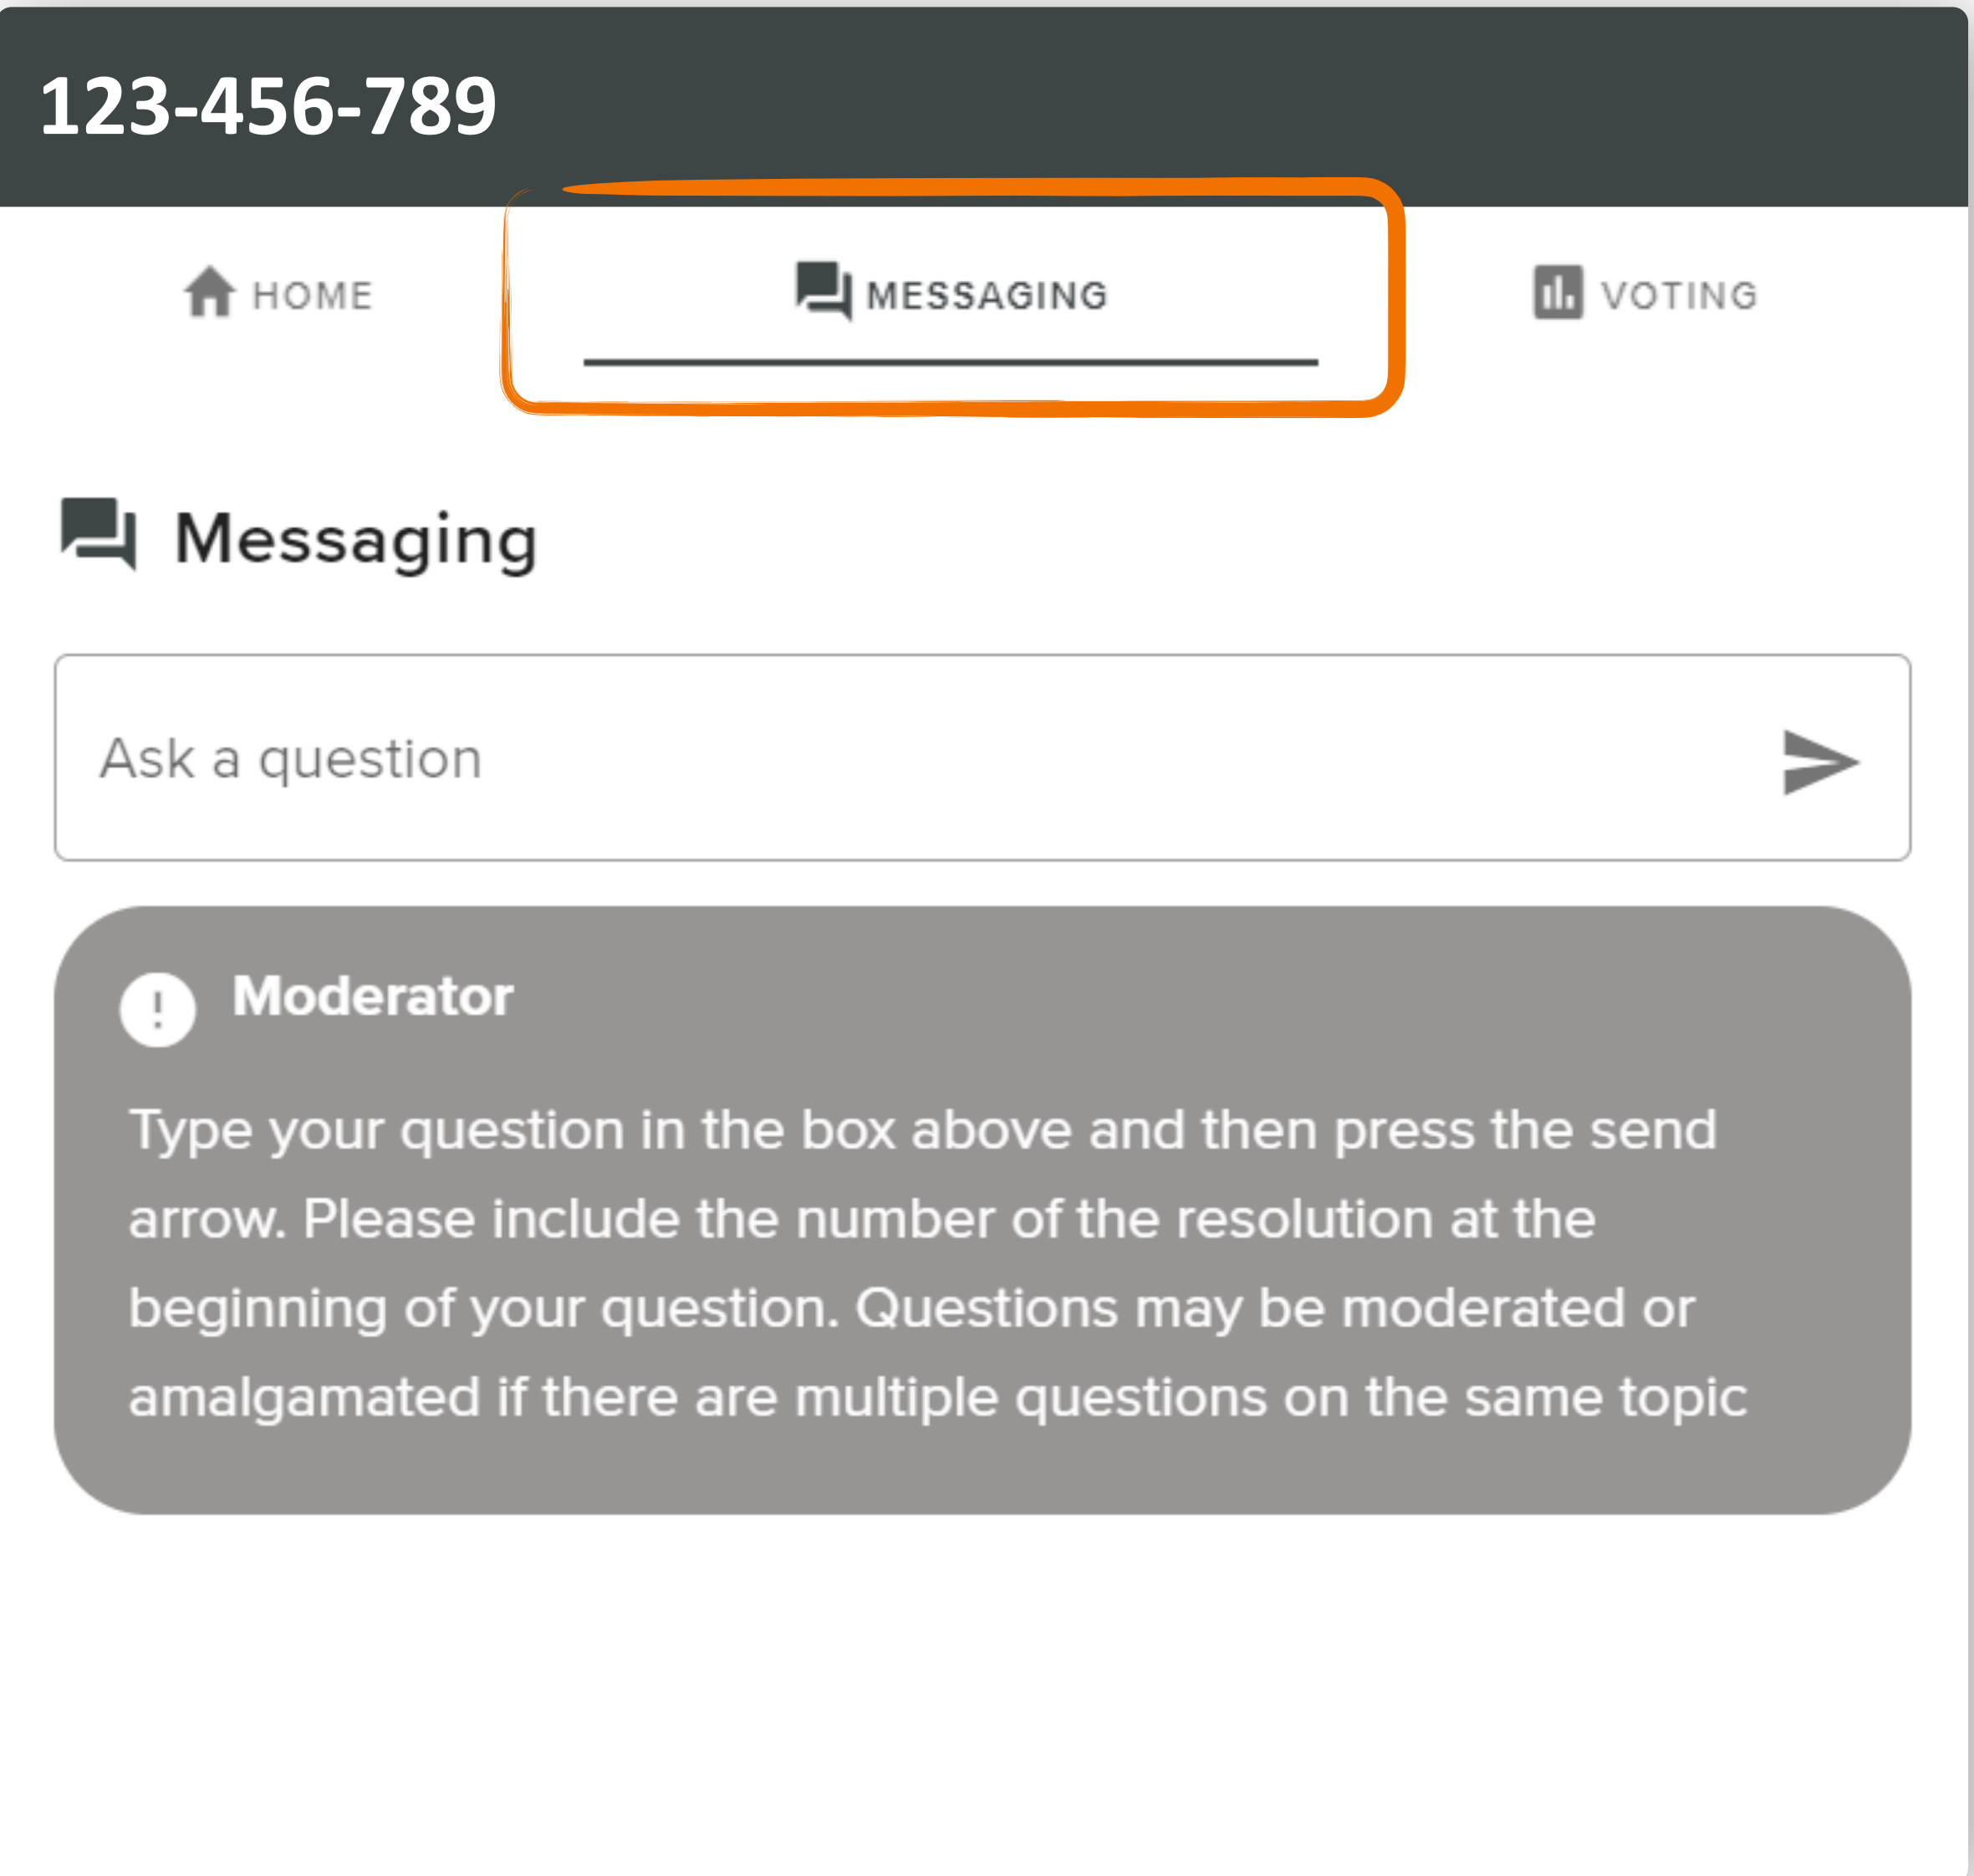 123-456-789
HOME MESSAGING VOTING
Messaging
Ask a question
Moderator
Type your question in the box above and then press the send
arrow. Please include the number of the resolution at the
beginning of your question. Questions may be moderated or
amalgamated if there are multiple questions on the same topic